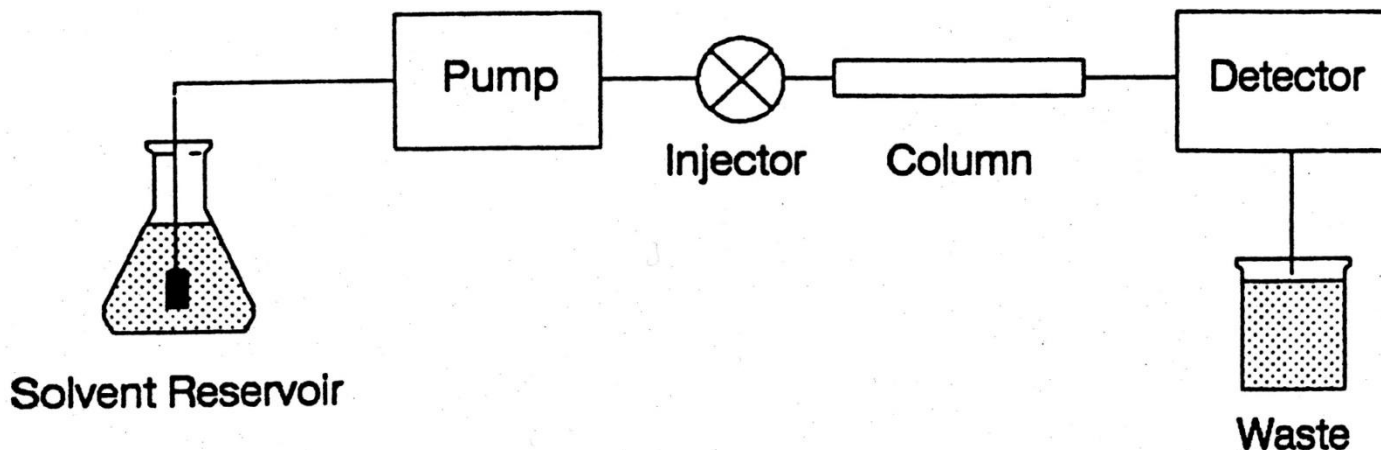 Pump
Detector
Injector
Column
Solvent Reservoir
Waste